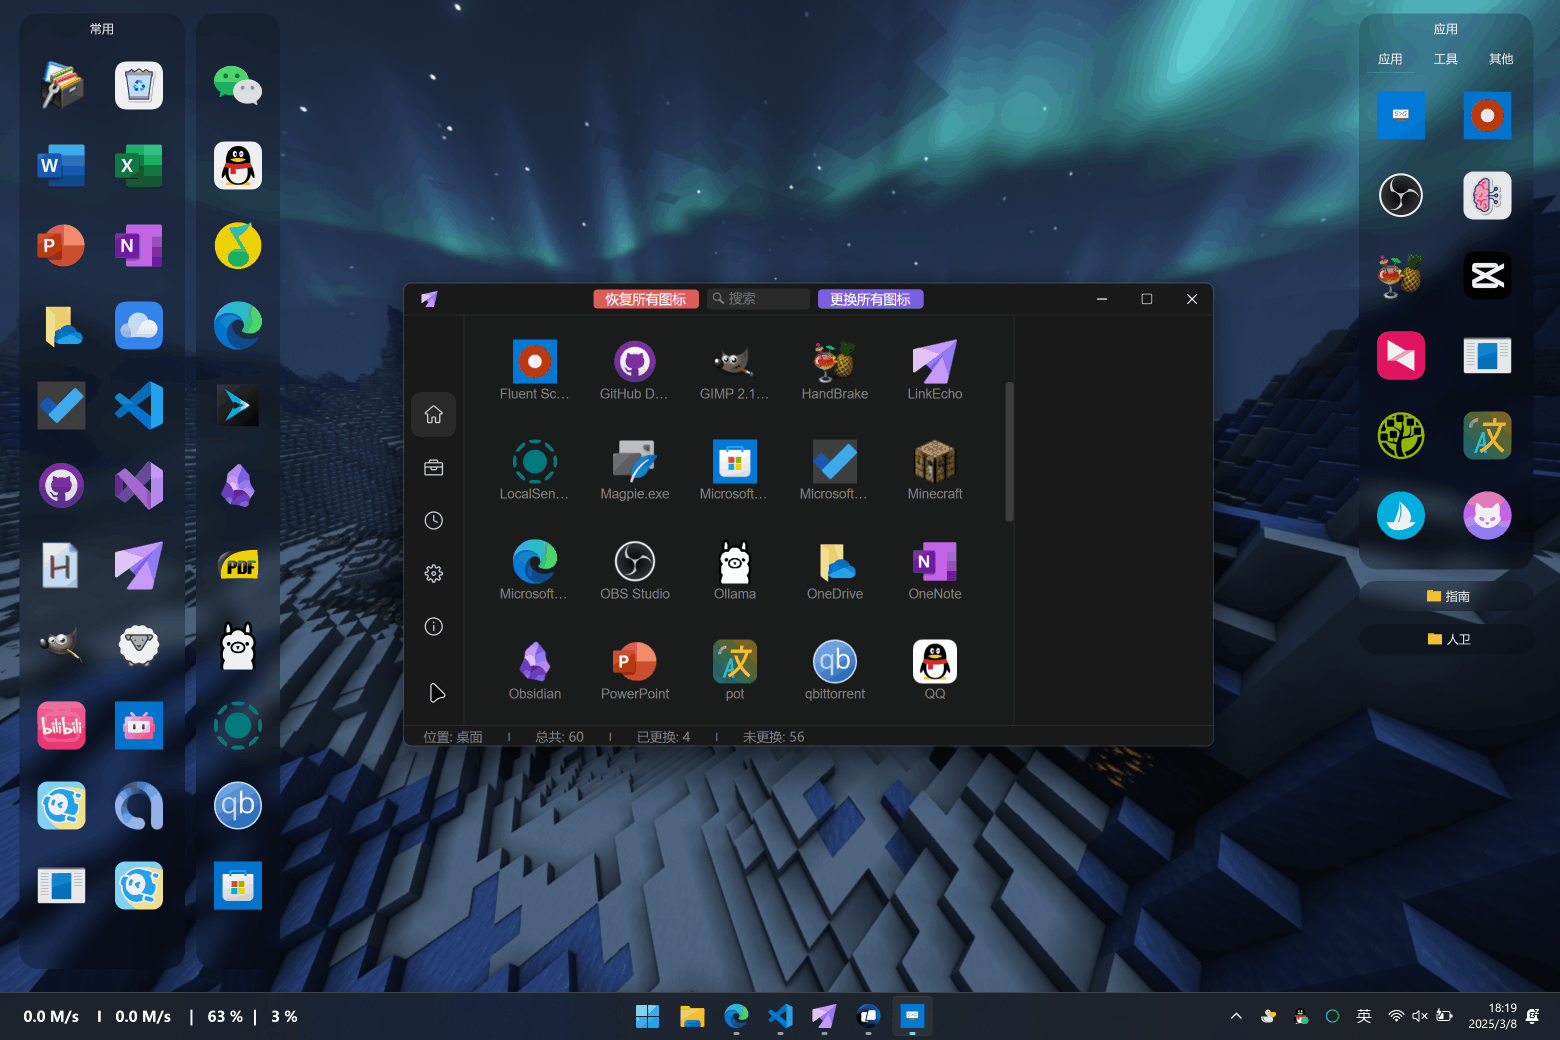 常用
应用
应用 工具 其他
W X
P N
H
PDF
bilibili
qb
文
指南
人卫
恢复所有图标 搜索 更换所有图标
Fluent Sc... GitHub D... GIMP 2.1... HandBrake LinkEcho
LocalSen... Magpie.exe Microsoft... Microsoft... Minecraft
Microsoft... OBS Studio Ollama OneDrive OneNote
N
P 文 qb
Obsidian PowerPoint pot qbittorrent QQ
位置: 桌面 | 总共: 60 | 已更换: 4 | 未更换: 56
0.0 M/s | 0.0 M/s | 63 % | 3 %
英
18:19
2025/3/8